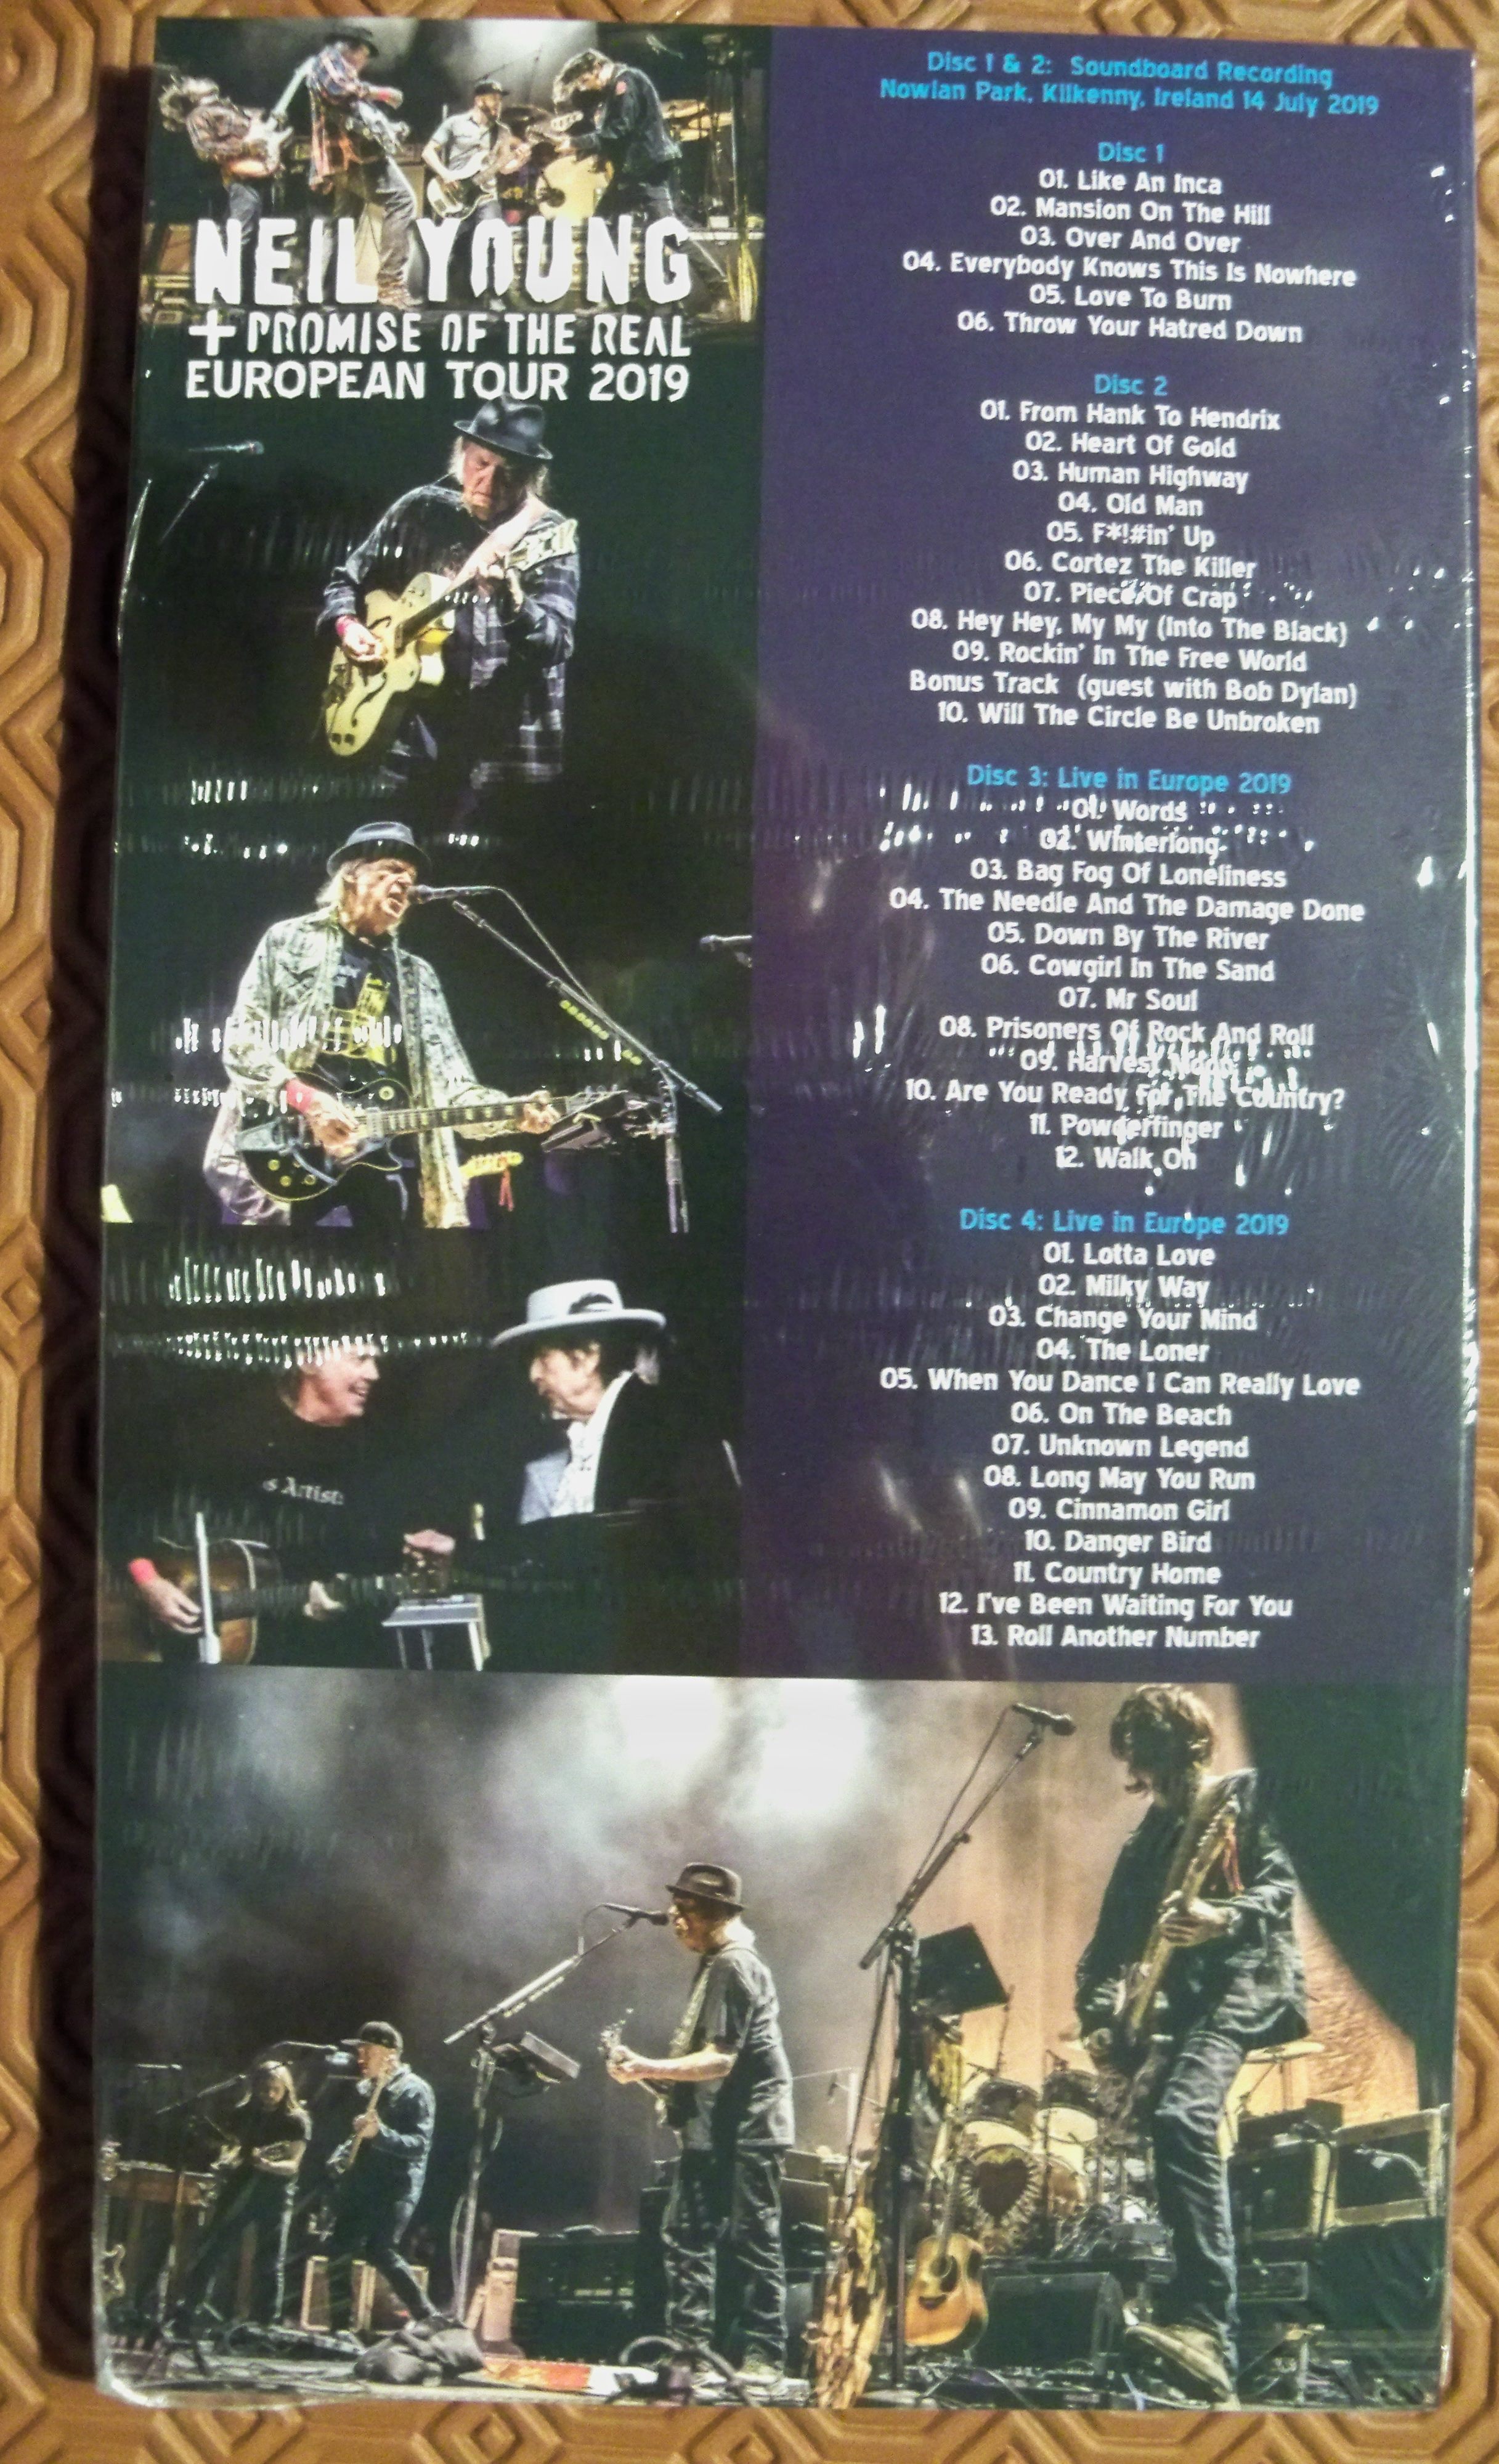 NEIL YOUNG
+ PROMISE OF THE REAL
EUROPEAN TOUR 2019
s Artist
Disc 1 & 2: Soundboard Recording
Nowlan Park, Kilkenny, Ireland 14 July 2019
Disc 1
01. Like An Inca
02. Mansion On The Hill
03. Over And Over
04. Everybody Knows This Is Nowhere
05. Love To Burn
06. Throw Your Hatred Down
Disc 2
01. From Hank To Hendrix
02. Heart Of Gold
03. Human Highway
04. Old Man
05. F*!#in' Up
06. Cortez The Killer
07. Piece Of Crap
08. Hey Hey, My My (Into The Black)
09. Rockin' In The Free World
Bonus Track (guest with Bob Dylan)
10. Will The Circle Be Unbroken
Disc 3: Live in Europe 2019
01. Words
02. Winterlong
03. Bag Fog Of Loneliness
04. The Needle And The Damage Done
05. Down By The River
06. Cowgirl In The Sand
07. Mr Soul
08. Prisoners Of Rock And Roll
09. Harvest Moon
10. Are You Ready For The Country?
11. Powderfinger
12. Walk On
Disc 4: Live in Europe 2019
01. Lotta Love
02. Milky Way
03. Change Your Mind
04. The Loner
05. When You Dance I Can Really Love
06. On The Beach
07. Unknown Legend
08. Long May You Run
09. Cinnamon Girl
10. Danger Bird
11. Country Home
12. I've Been Waiting For You
13. Roll Another Number